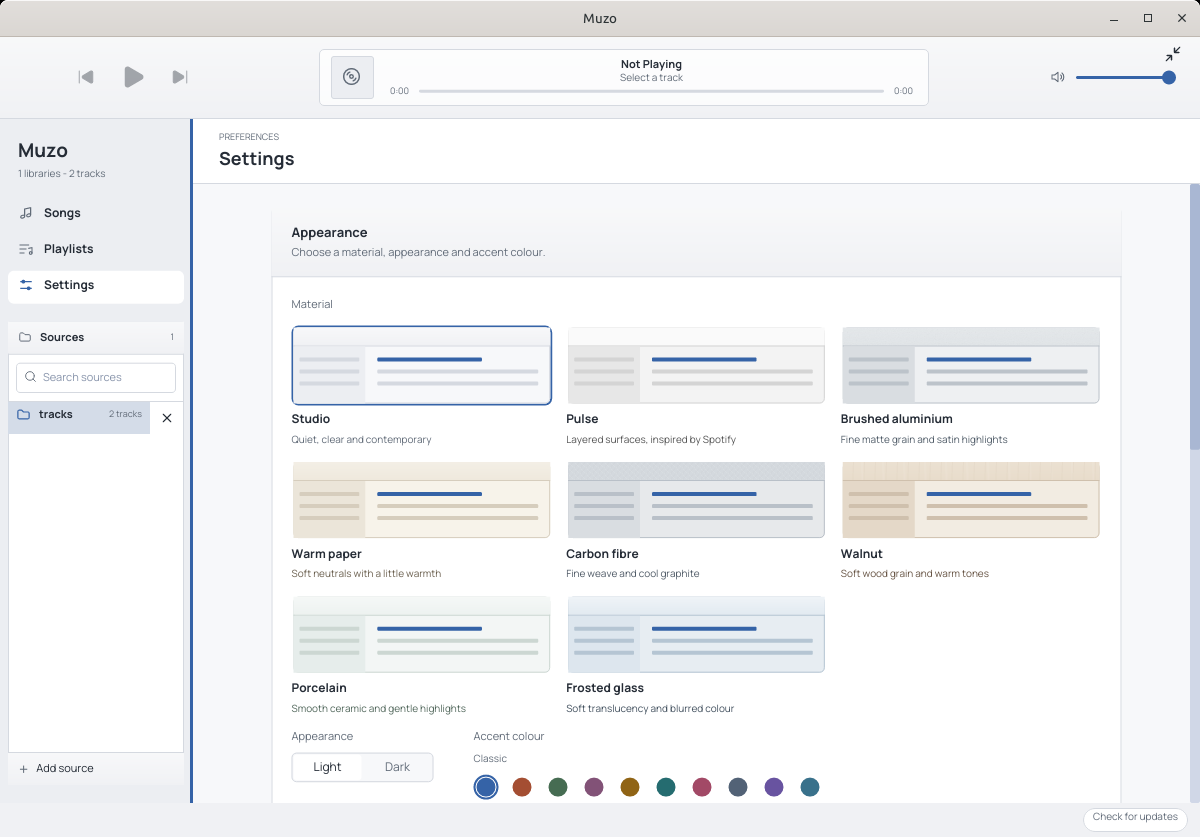 Muzo
Not Playing
Select a track
0:00
0:00
Muzo
1 libraries - 2 tracks
Songs
Playlists
Settings
Sources
1
Search sources
tracks
2 tracks
Add source
PREFERENCES
Settings
Appearance
Choose a material, appearance and accent colour.
Material
Studio
Quiet, clear and contemporary
Pulse
Layered surfaces, inspired by Spotify
Brushed aluminium
Fine matte grain and satin highlights
Warm paper
Soft neutrals with a little warmth
Carbon fibre
Fine weave and cool graphite
Walnut
Soft wood grain and warm tones
Porcelain
Smooth ceramic and gentle highlights
Frosted glass
Soft translucency and blurred colour
Appearance
Light
Dark
Accent colour
Classic
Check for updates